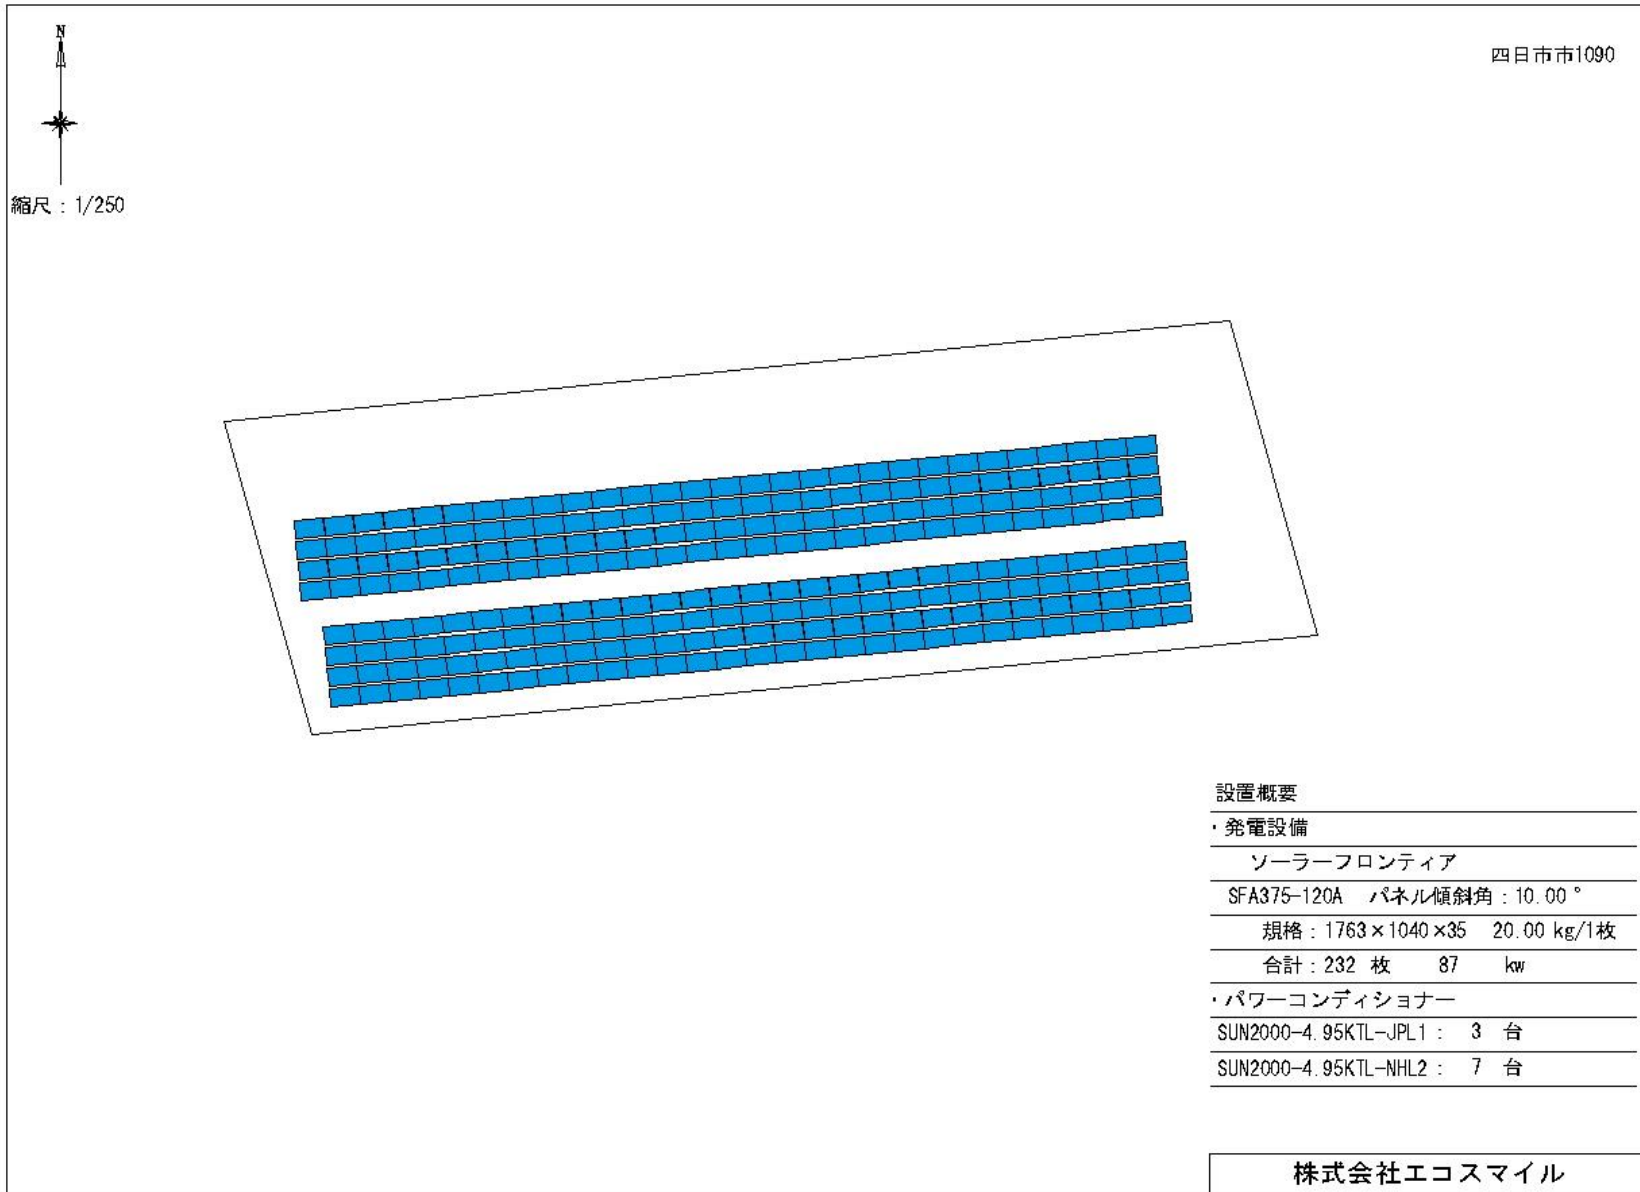 N
四日市市1090
縮尺：1/250
設置概要
・発電設備
ソーラーフロンティア
SFA375-120A パネル傾斜角：10.00°
規格：1763×1040×35 20.00 kg/1枚
合計：232 枚 87 kw
・パワーコンディショナー
SUN2000-4.95KTL-JPL1： 3 台
SUN2000-4.95KTL-NHL2： 7 台
株式会社エコスマイル